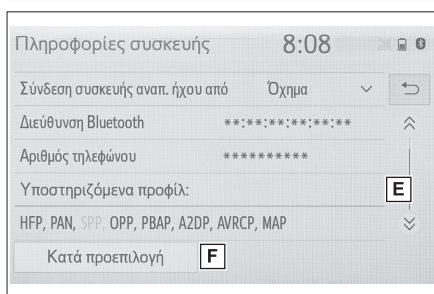 Πληροφορίες συσκευής 8:08
Σύνδεση συσκευής αναπ. ήχου από Όχημα
Διεύθυνση Bluetooth **:**:**:**:**:**
Αριθμός τηλεφώνου **********
Υποστηριζόμενα προφίλ:
E
HFP, PAN, SPP, OPP, PBAP, A2DP, AVRCP, MAP
Κατά προεπιλογή F